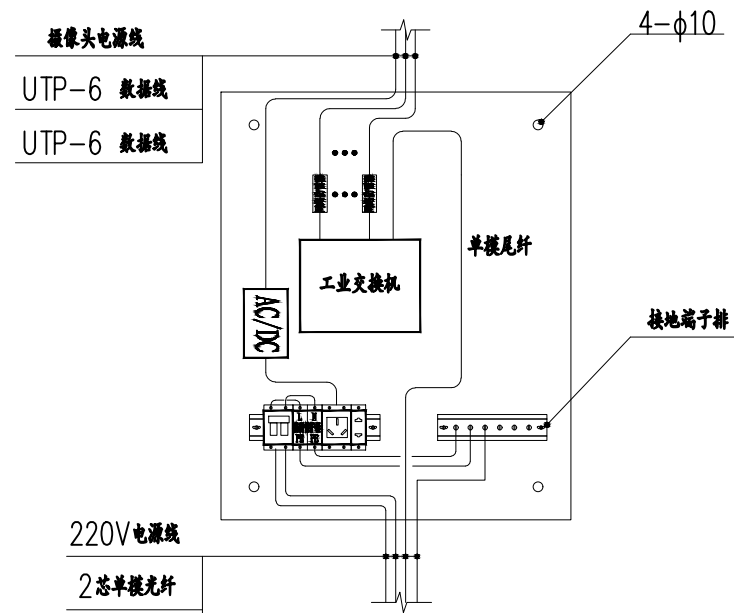 摄像头电源线
4-ϕ10
UTP-6 数据线
UTP-6 数据线
单模尾纤
工业交换机
AC/DC
接地端子排
L N
PE PE
220V电源线
2芯单模光纤